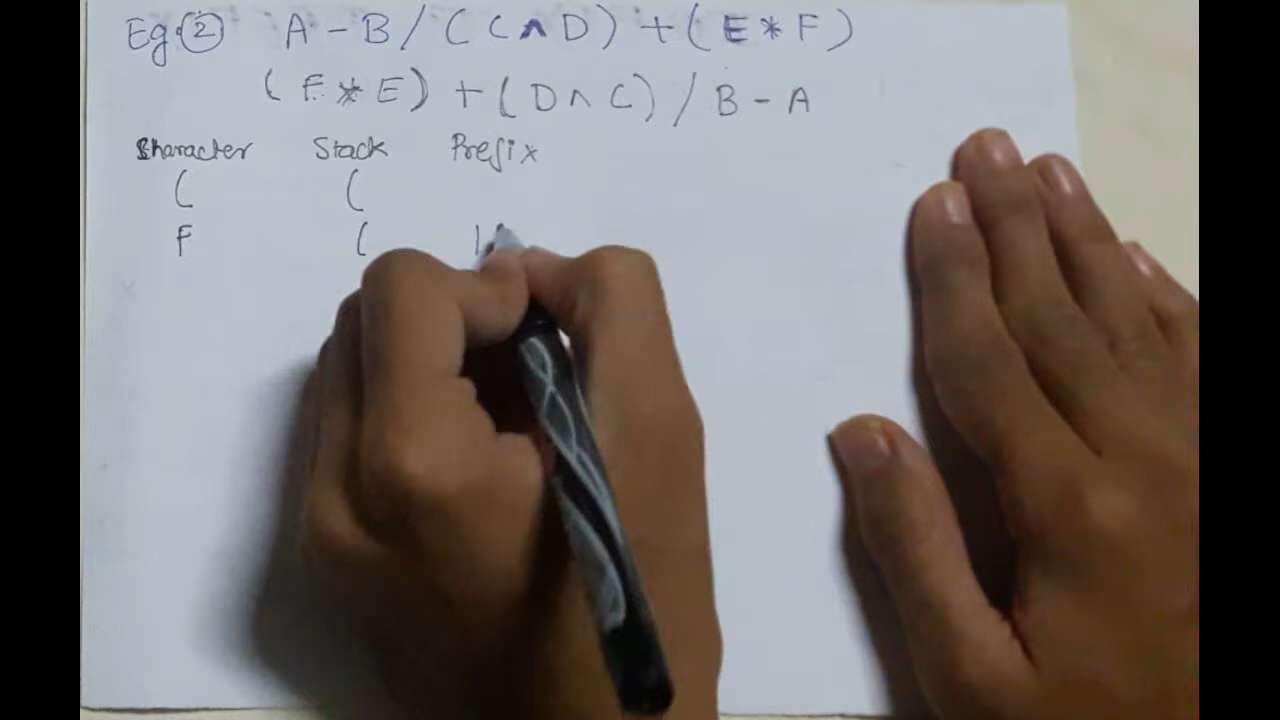 Eg. ② A - B / ( C ^ D ) + ( E * F )
( F * E ) + ( D ^ C ) / B - A
Character Stack Prefix
( (
F (